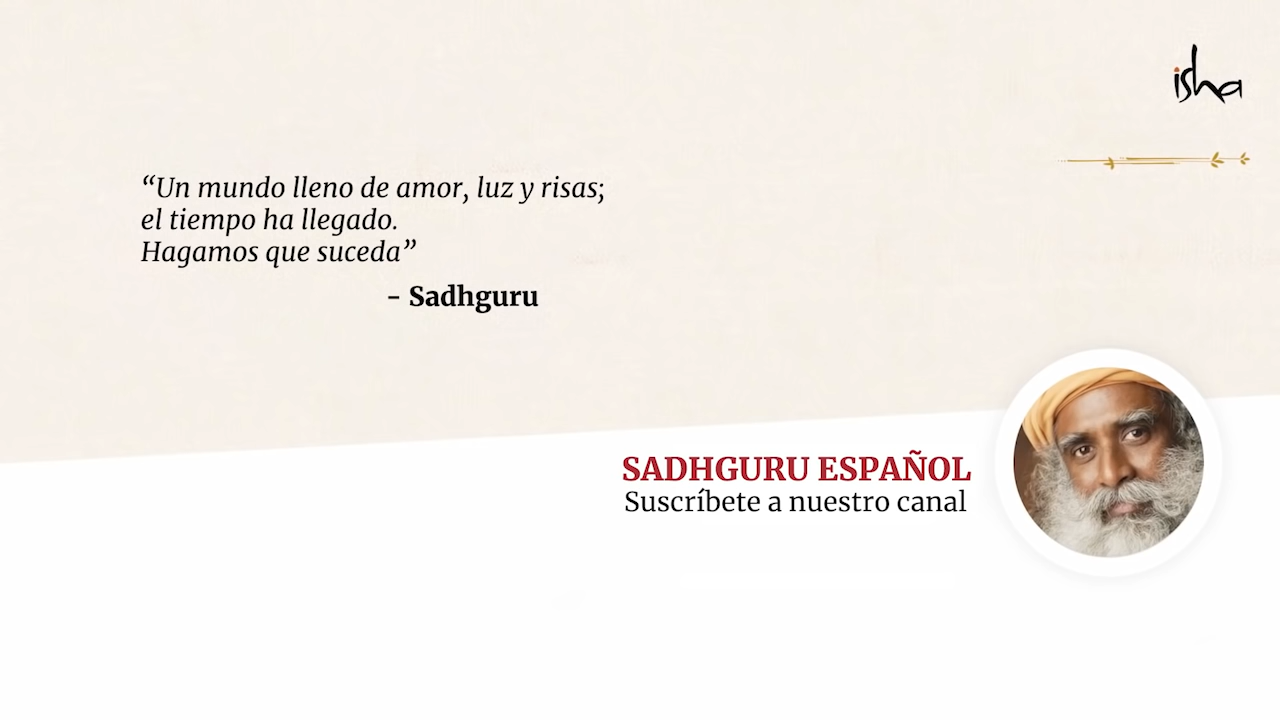 isha
“Un mundo lleno de amor, luz y risas;
el tiempo ha llegado.
Hagamos que suceda”
- Sadhguru
SADHGURU ESPAÑOL
Suscríbete a nuestro canal